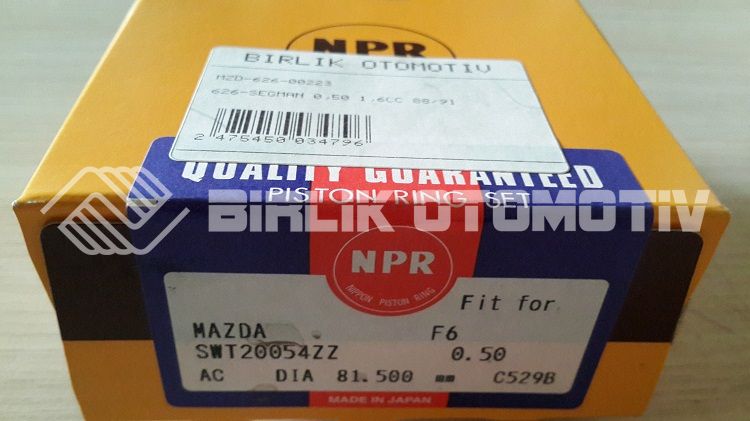 NPR
BIRLIK OTOMOTIV
MZD-626-00223
626-SEGMAN 0,50 1,6CC 88/91
2 475450 034796
QUALITY GUARANTEED
PISTON RING SET
BIRLIK OTOMOTIV
NPR
NIPPON PISTON RING
Fit for
MAZDA F6
SWT20054ZZ 0.50
AC DIA 81.500 mm C529B
MADE IN JAPAN